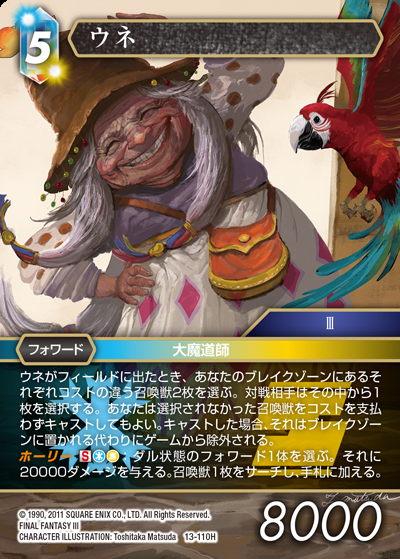 5
ウネ
III
フォワード
大魔道師
ウネがフィールドに出たとき、あなたのブレイクゾーンにあるそ
れぞれコストの違う召喚獣2枚を選ぶ。対戦相手はその中から1
枚を選択する。あなたは選択されなかった召喚獣をコストを支払
わずキャストしてもよい。キャストした場合、それはブレイクゾー
ンに置かれる代わりにゲームから除外される。
ホーリー S 、ダル状態のフォワード1体を選ぶ。それに
20000ダメージを与える。召喚獣1枚をサーチし、手札に加える。
© 1990, 2011 SQUARE ENIX CO., LTD. All Rights Reserved.
FINAL FANTASY III
CHARACTER ILLUSTRATION: Toshitaka Matsuda
13-110H
8000